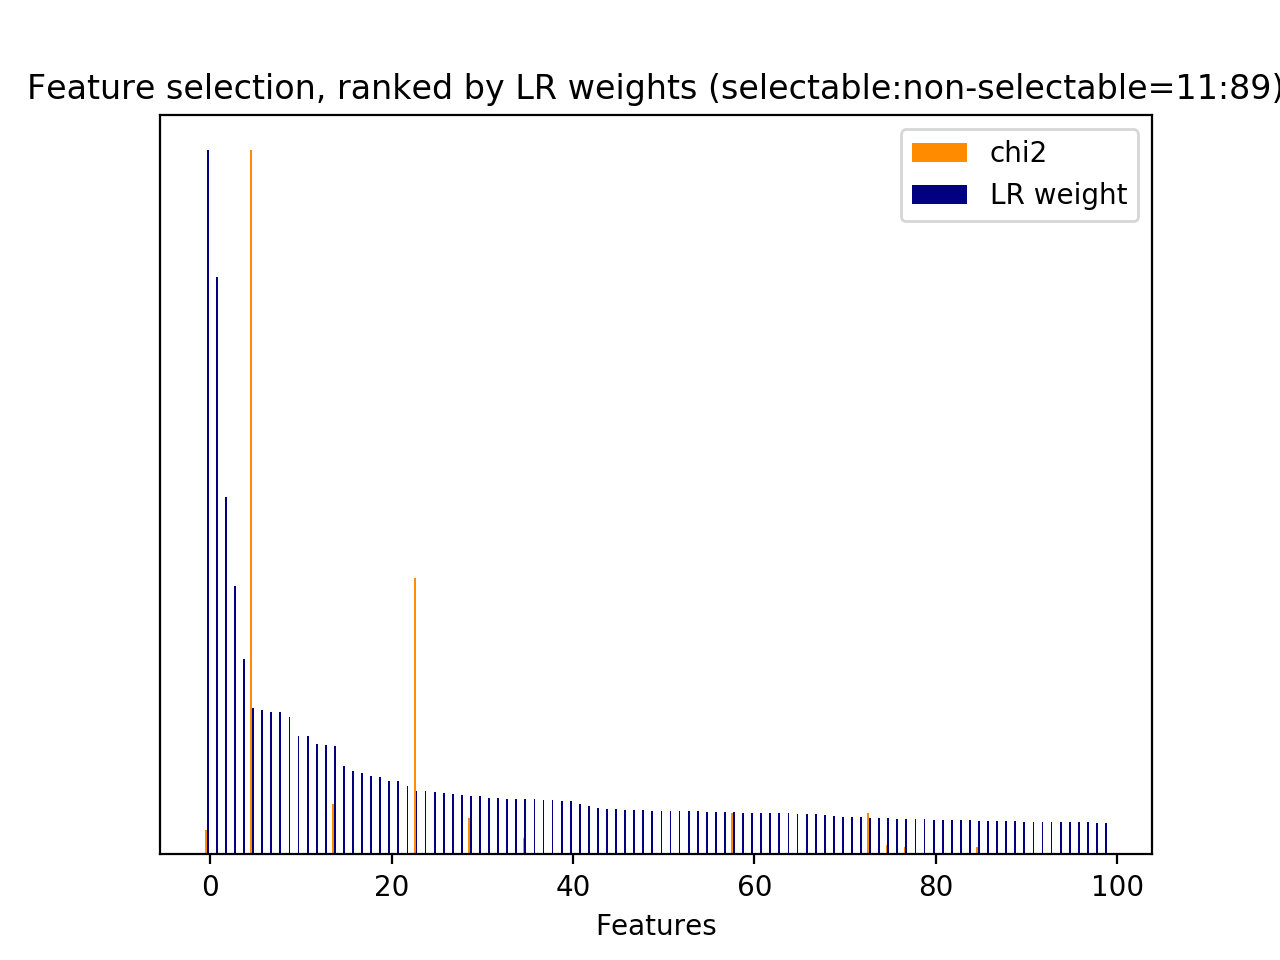 Feature selection, ranked by LR weights (selectable:non-selectable=11:89)
chi2
LR weight
0 20 40 60 80 100
Features